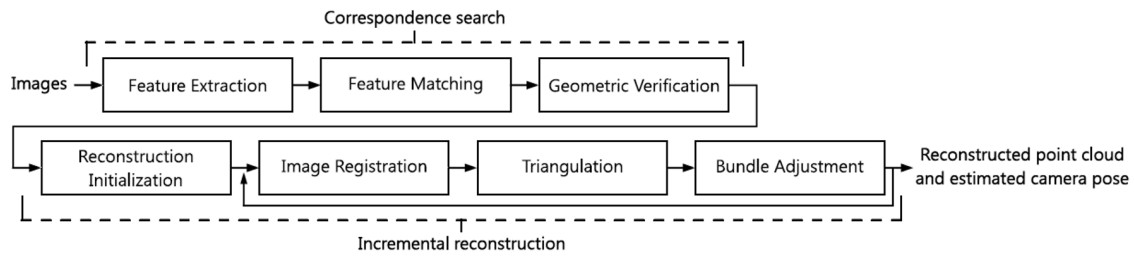 Correspondence search
Images
Feature Extraction
Feature Matching
Geometric Verification
Reconstruction
Initialization
Image Registration
Triangulation
Bundle Adjustment
Reconstructed point cloud
and estimated camera pose
Incremental reconstruction